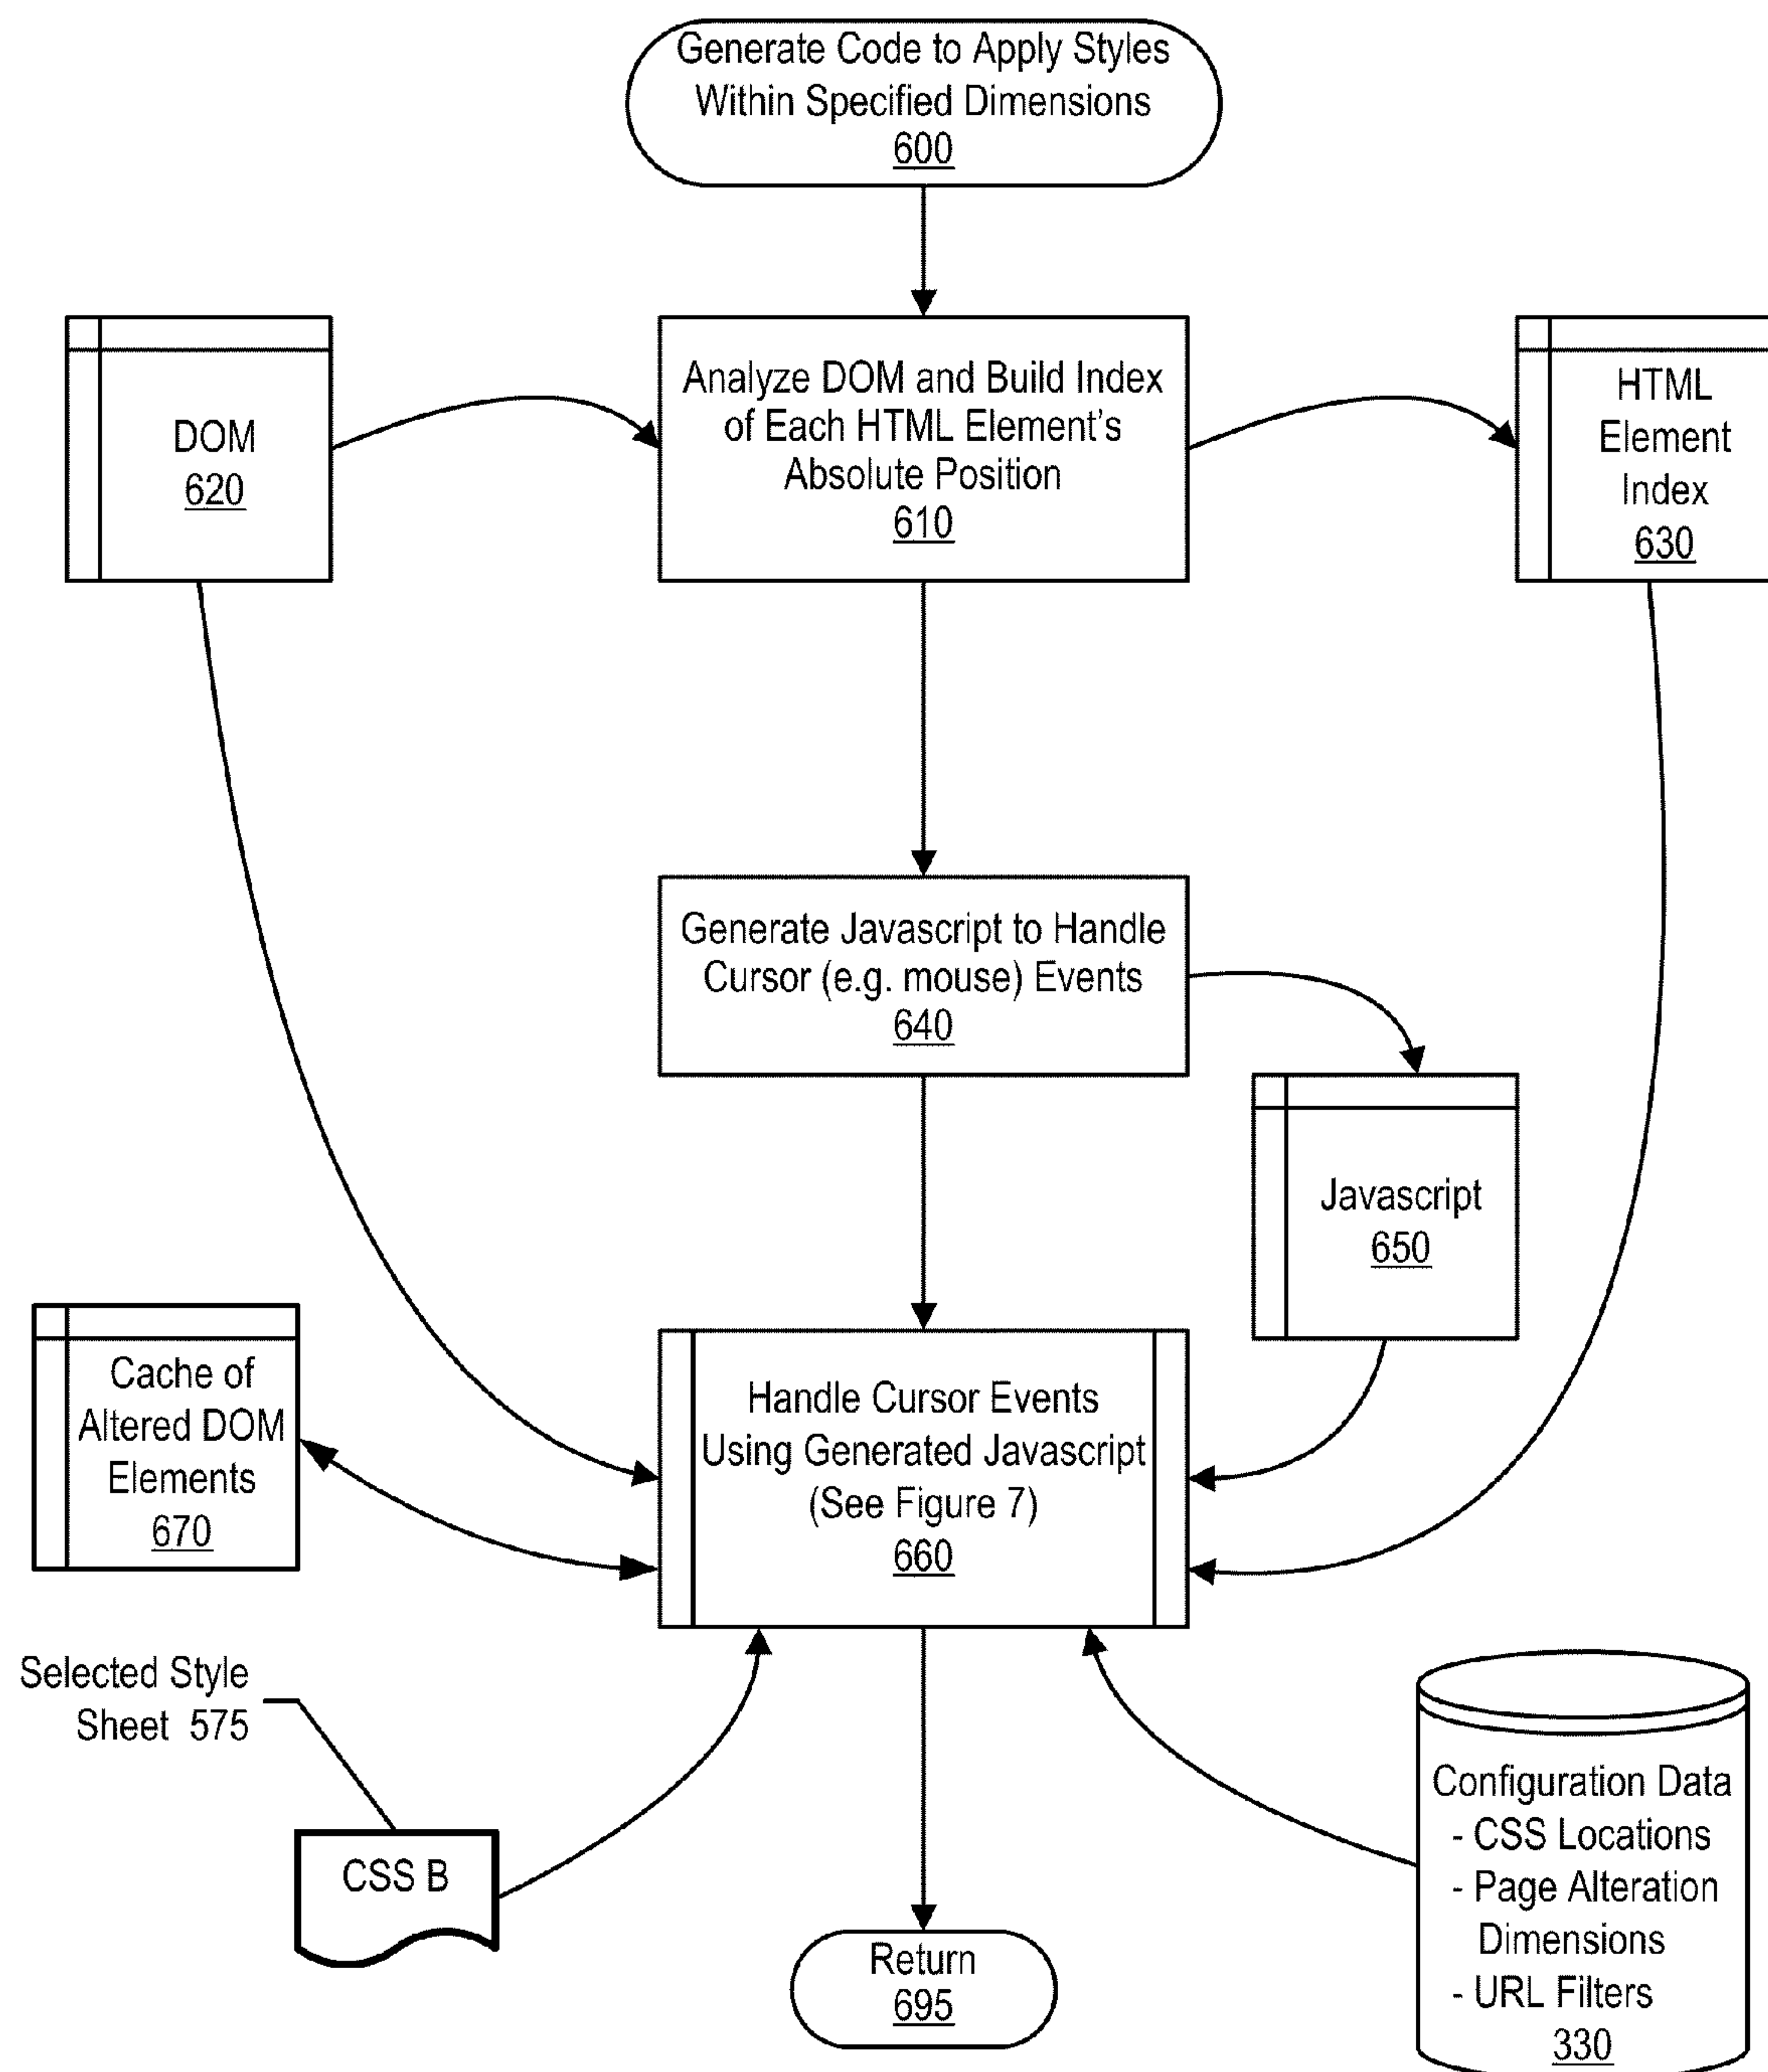 Generate Code to Apply Styles
Within Specified Dimensions
600
DOM
620
Analyze DOM and Build Index
of Each HTML Element's
Absolute Position
610
HTML
Element
Index
630
Generate Javascript to Handle
Cursor (e.g. mouse) Events
640
Javascript
650
Cache of
Altered DOM
Elements
670
Handle Cursor Events
Using Generated Javascript
(See Figure 7)
660
Selected Style
Sheet 575
CSS B
Return
695
Configuration Data
- CSS Locations
- Page Alteration
Dimensions
- URL Filters
330